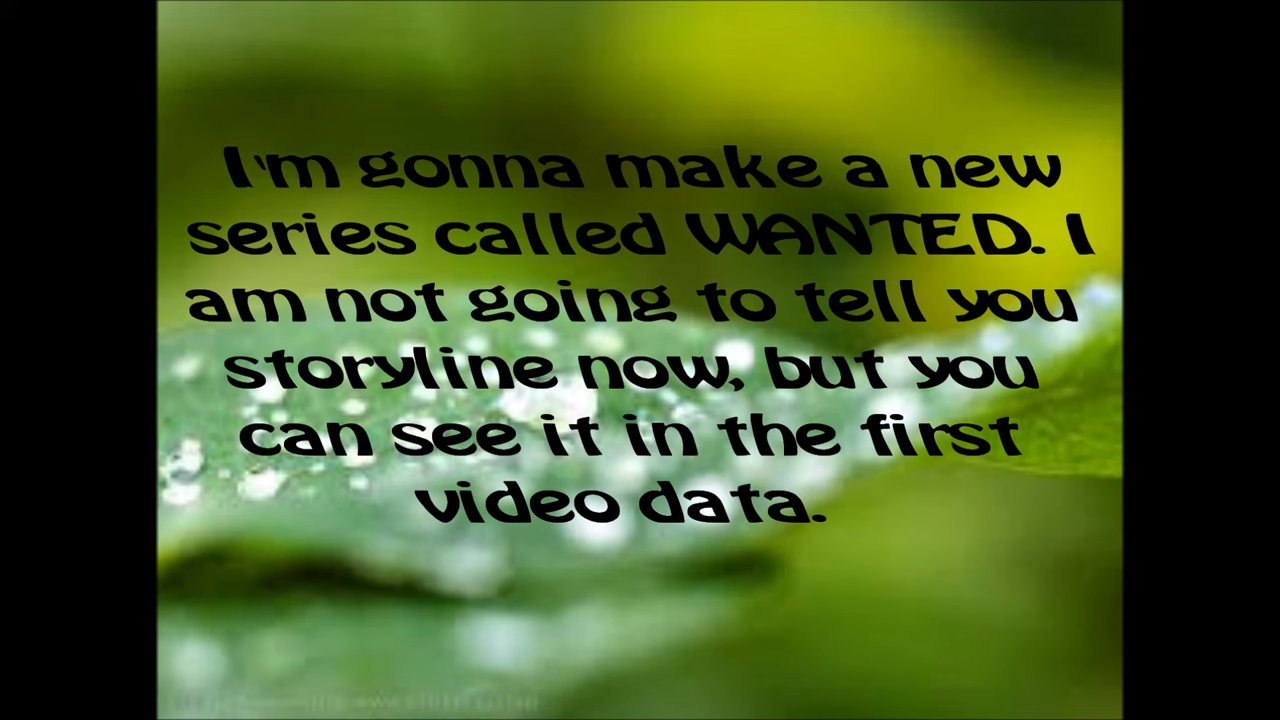 I'm gonna make a new
series called WANTED. I
am not going to tell you
storyline now, but you
can see it in the first
video data.